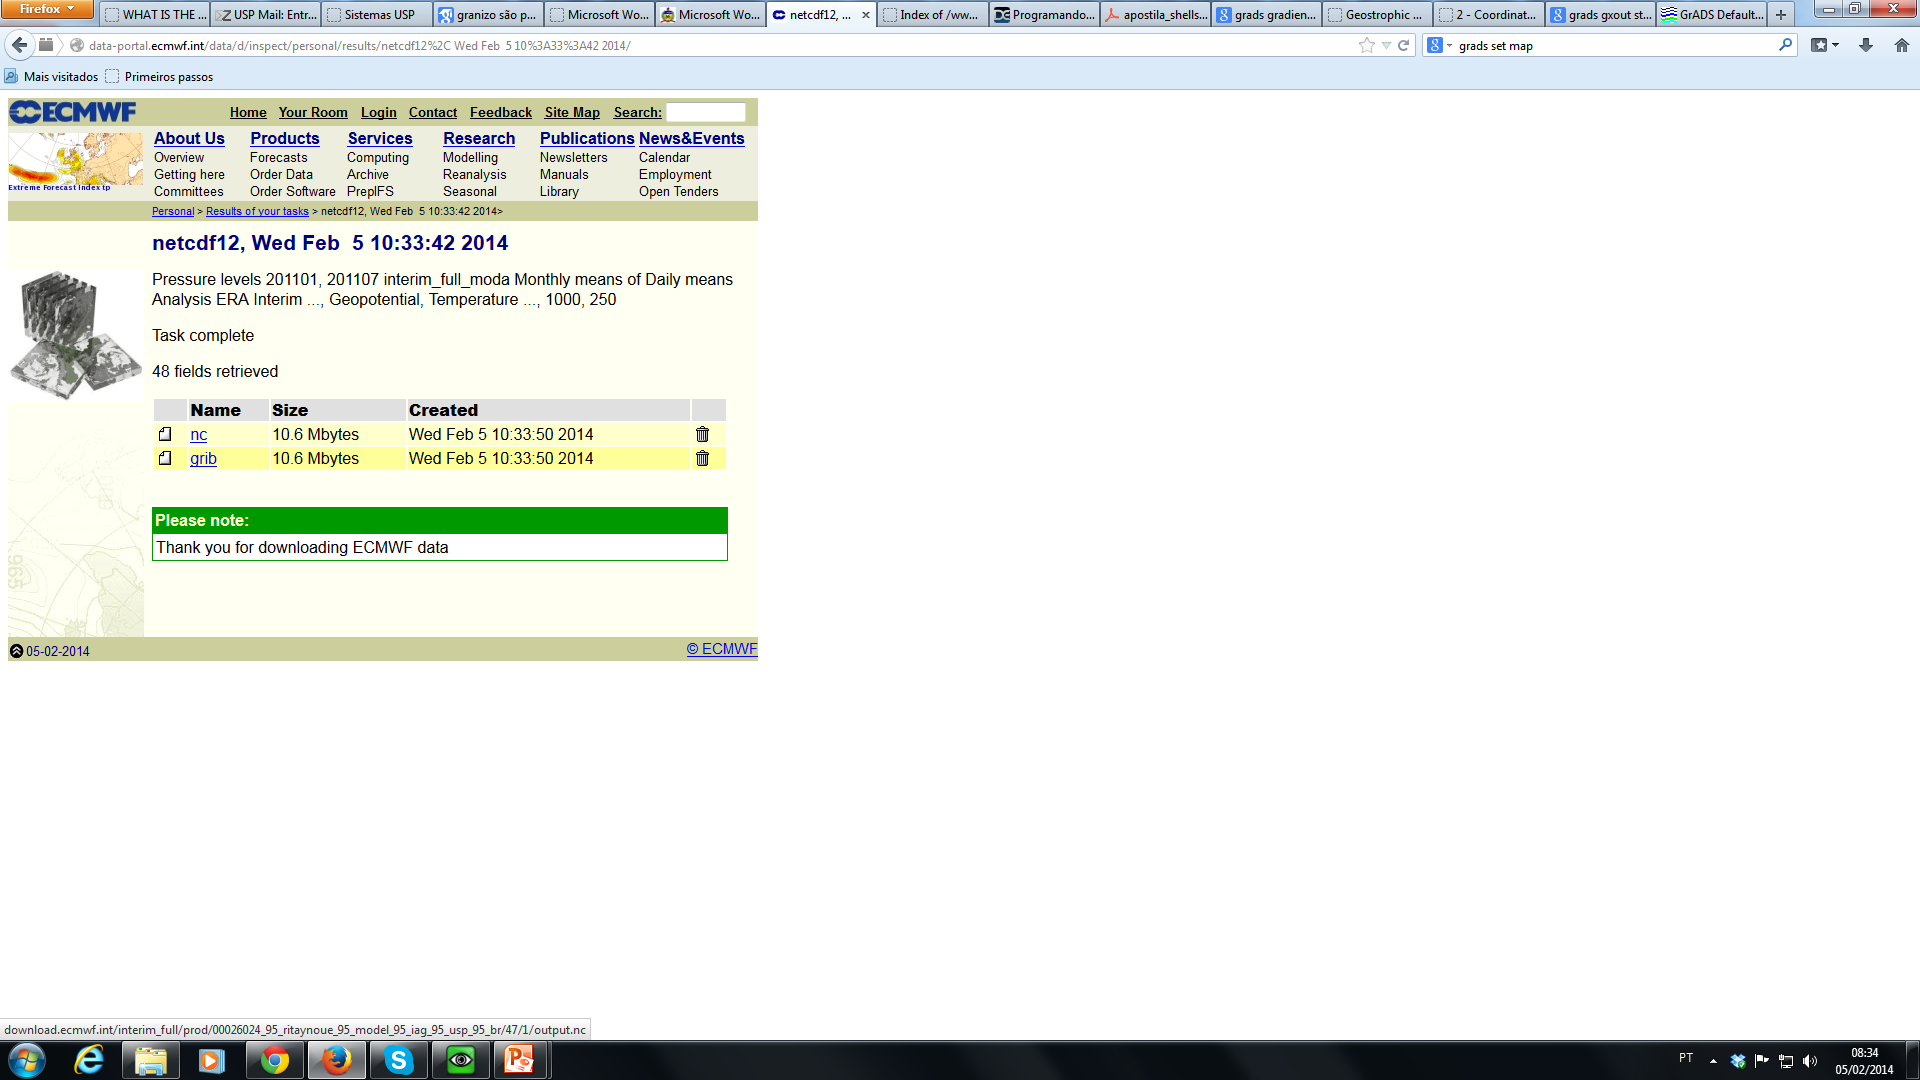 Firefox
WHAT IS THE ...
USP Mail: Entr...
Sistemas USP
granizo são p...
Microsoft Wo...
Microsoft Wo...
netcdf12, ...
Index of /ww...
Programando...
apostila_shells...
grads gradien...
Geostrophic ...
2 - Coordinat...
grads gxout st...
GrADS Default...
data-portal.ecmwf.int/data/d/inspect/personal/results/netcdf12%2C Wed Feb  5 10%3A33%3A42 2014/
grads set map
Mais visitados Primeiros passos
ECMWF
Home Your Room Login Contact Feedback Site Map Search:
About Us Products Services Research Publications News&Events
Overview Forecasts Computing Modelling Newsletters Calendar
Getting here Order Data Archive Reanalysis Manuals Employment
Committees Order Software PrepIFS Seasonal Library Open Tenders
Extreme Forecast Index tp
Personal > Results of your tasks > netcdf12, Wed Feb  5 10:33:42 2014>
netcdf12, Wed Feb  5 10:33:42 2014
Pressure levels 201101, 201107 interim_full_moda Monthly means of Daily means
Analysis ERA Interim ..., Geopotential, Temperature ..., 1000, 250
Task complete
48 fields retrieved
Name Size Created
nc 10.6 Mbytes Wed Feb 5 10:33:50 2014
grib 10.6 Mbytes Wed Feb 5 10:33:50 2014
Please note:
Thank you for downloading ECMWF data
965
05-02-2014
© ECMWF
download.ecmwf.int/interim_full/prod/00026024_95_ritaynoue_95_model_95_iag_95_usp_95_br/47/1/output.nc
PT
08:34
05/02/2014